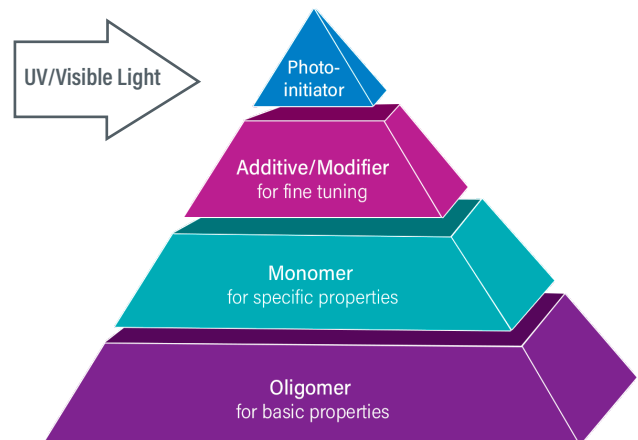 UV/Visible Light
Photo-
initiator
Additive/Modifier
for fine tuning
Monomer
for specific properties
Oligomer
for basic properties